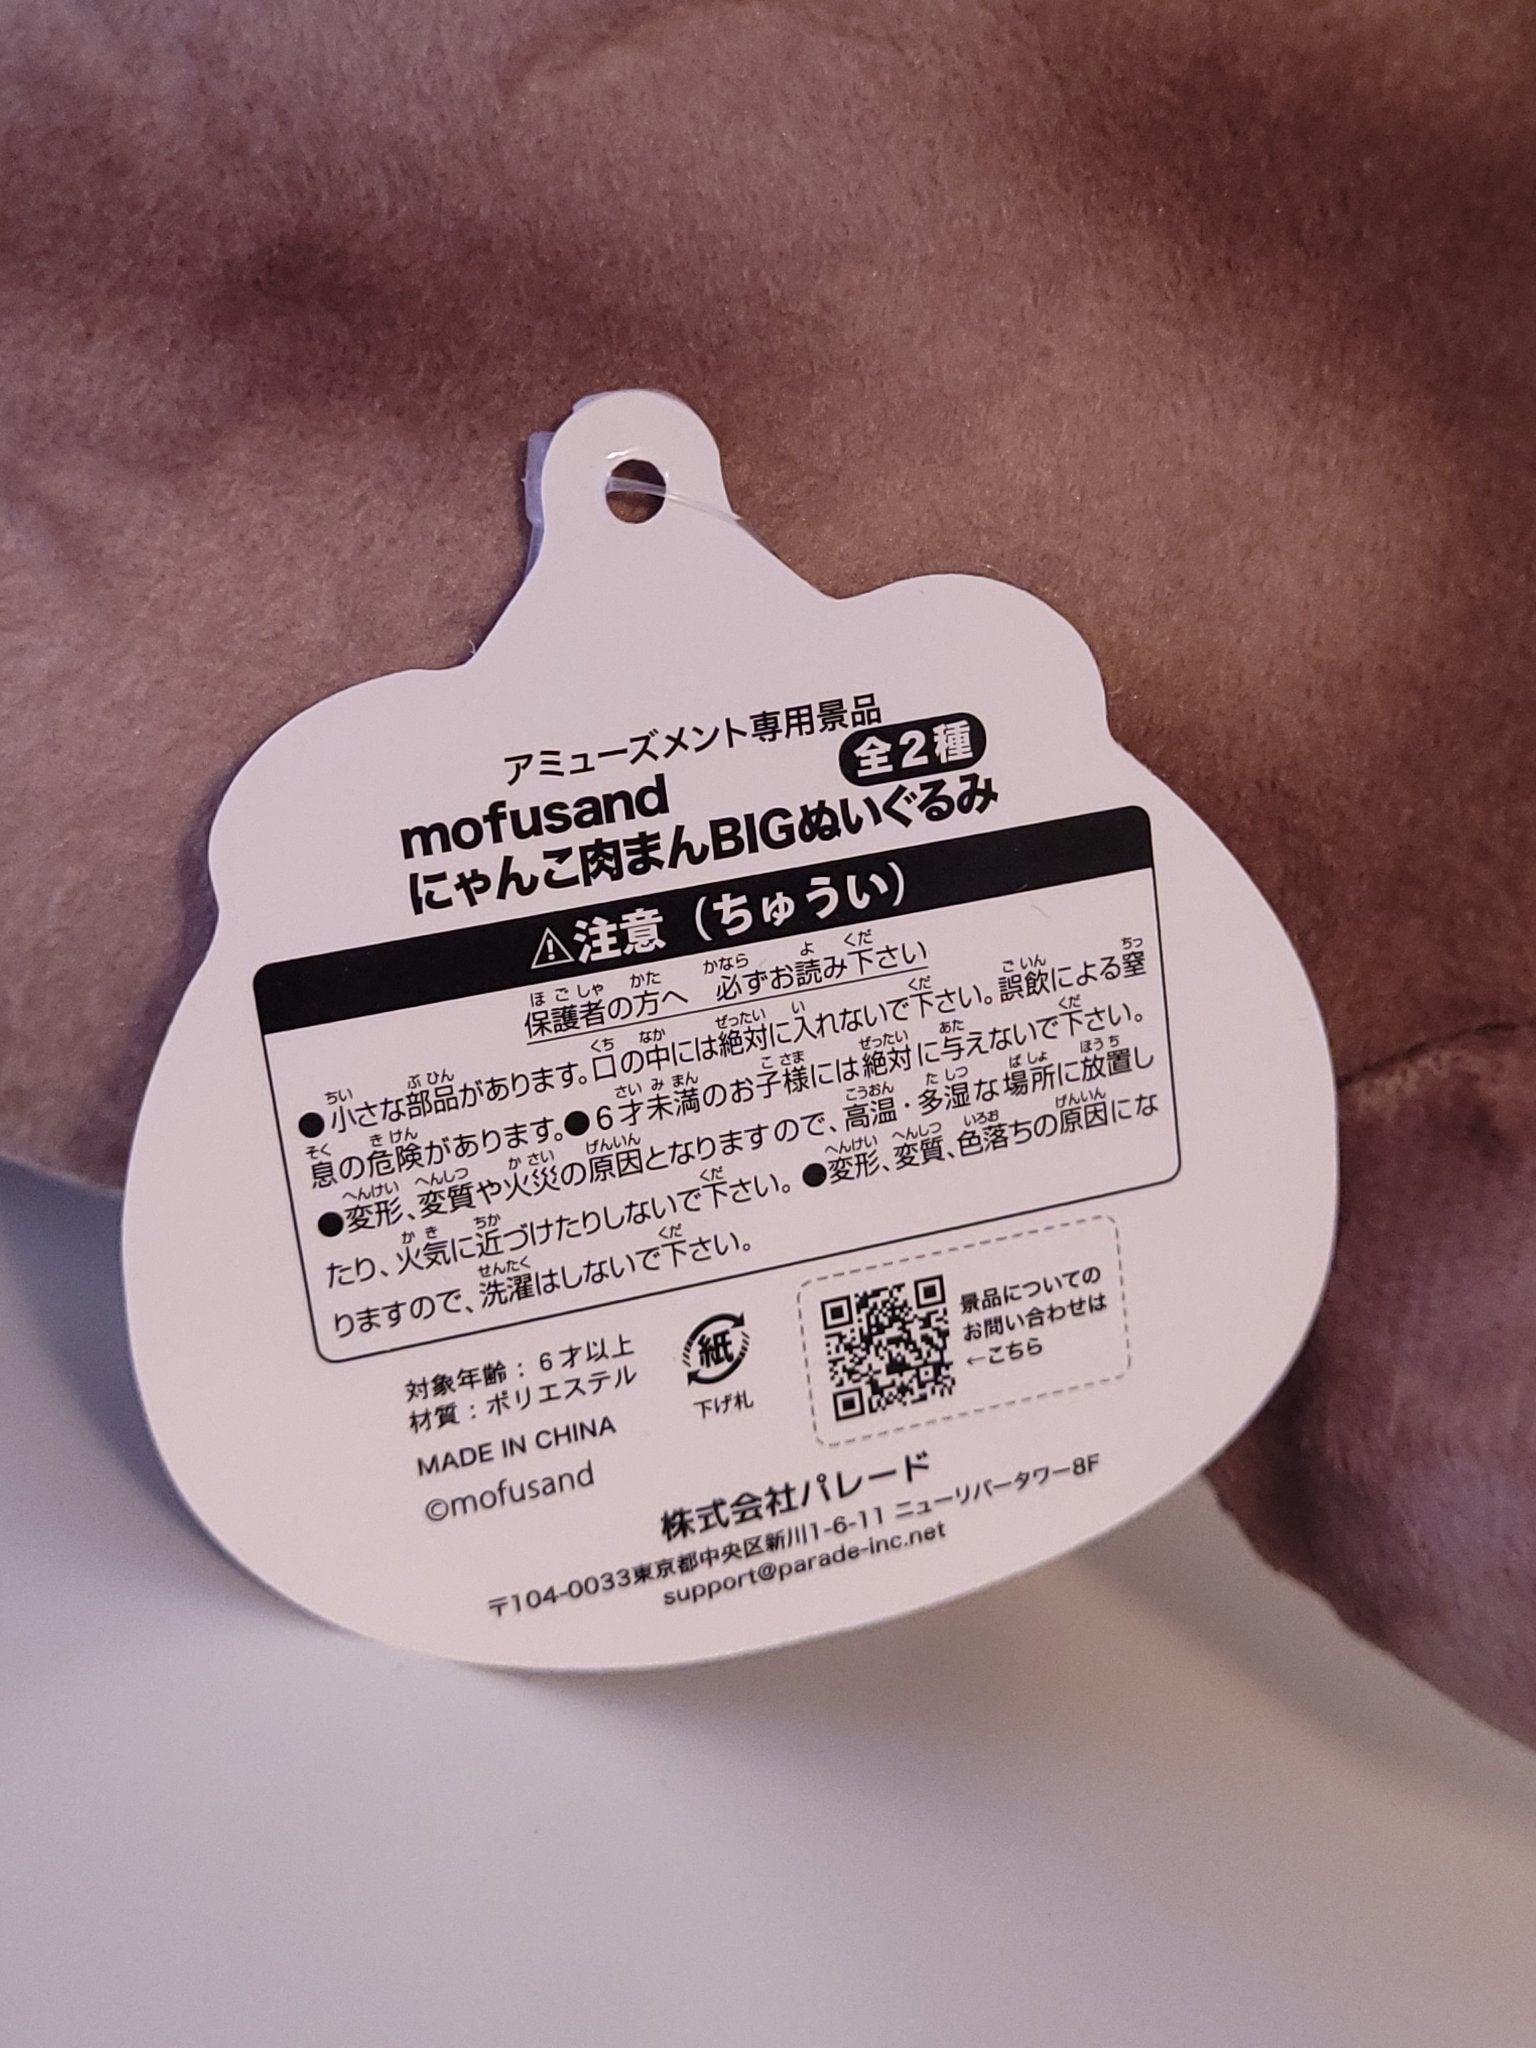 アミューズメント専用景品
mofusand
全2種
にゃんこ肉まんBIGぬいぐるみ
⚠注意(ちゅうい)
保護者の方へ 必ずお読み下さい
●小さな部品があります。口の中には絶対に入れないで下さい。誤飲による窒
息の危険があります。●6才未満のお子様には絶対に与えないで下さい。
●変形、変質や火災の原因となりますので、高温・多湿な場所に放置し
たり、火気に近づけたりしないで下さい。●変形、変質、色落ちの原因にな
りますので、洗濯はしないで下さい。
対象年齢:6才以上
材質:ポリエステル
MADE IN CHINA
©mofusand
紙
下げ札
景品についての
お問い合わせは
←こちら
株式会社パレード
〒104-0033東京都中央区新川1-6-11 ニューリバータワー8F
support@parade-inc.net